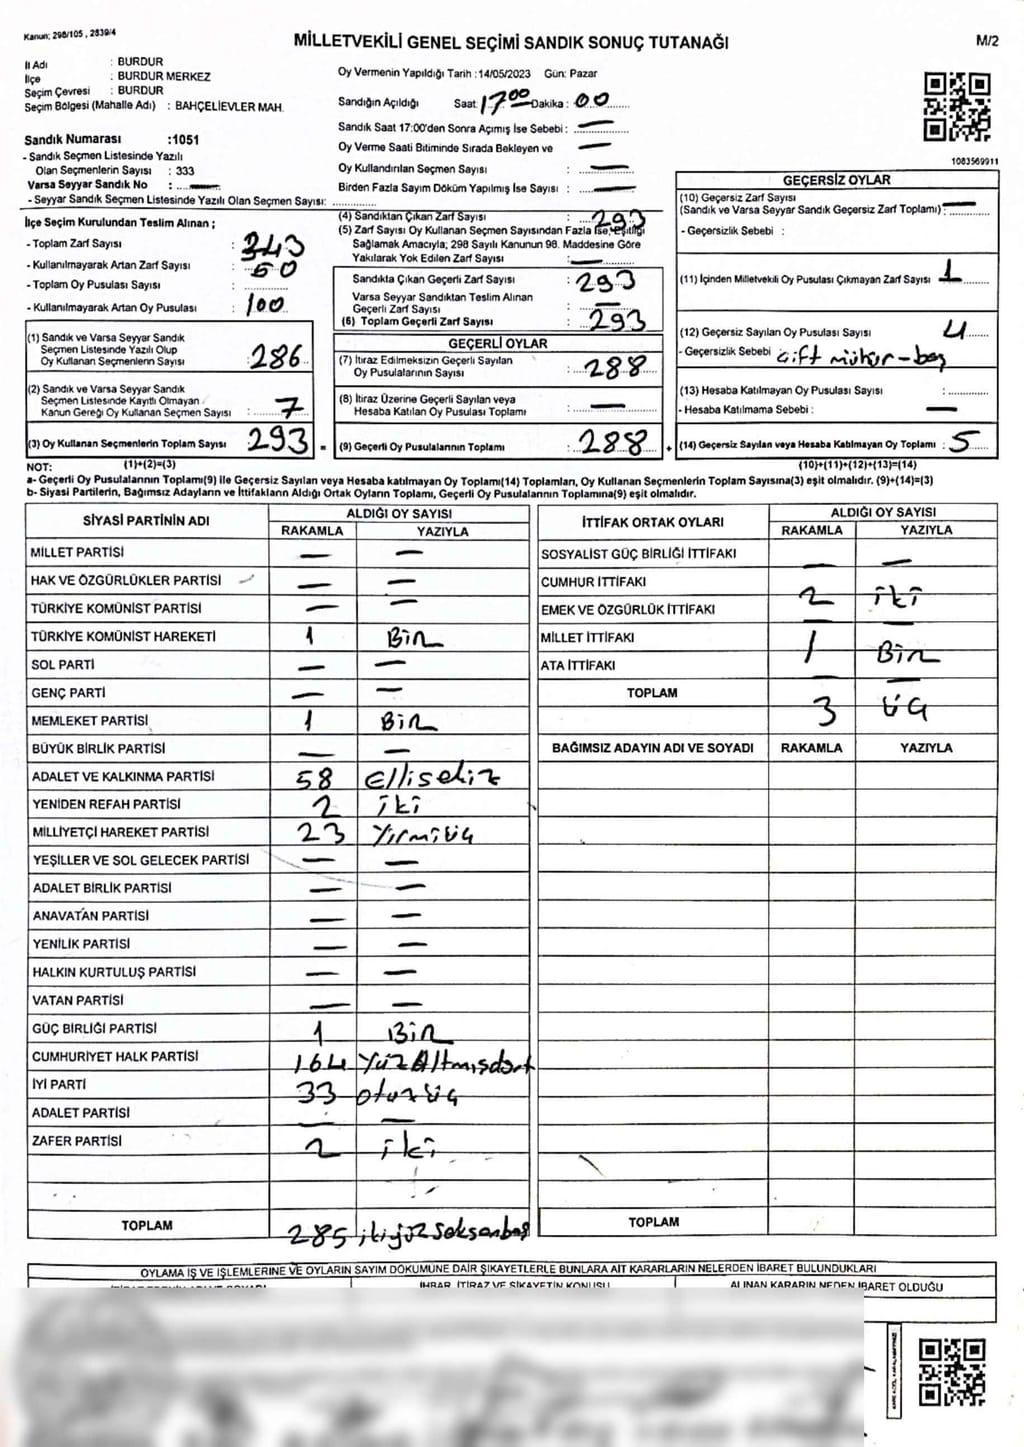 Kanun: 298/105 , 2839/4
MİLLETVEKİLİ GENEL SEÇİMİ SANDIK SONUÇ TUTANAĞI
M/2
İl Adı : BURDUR
İlçe : BURDUR MERKEZ
Seçim Çevresi : BURDUR
Seçim Bölgesi (Mahalle Adı) : BAHÇELİEVLER MAH.
Sandık Numarası :1051
- Sandık Seçmen Listesinde Yazılı
Olan Seçmenlerin Sayısı : 333
Varsa Seyyar Sandık No : —
- Seyyar Sandık Seçmen Listesinde Yazılı Olan Seçmen Sayısı:
Oy Vermenin Yapıldığı Tarih :14/05/2023 Gün: Pazar
Sandığın Açıldığı Saat: 17.00 Dakika : 00
Sandık Saat 17:00'den Sonra Açımış İse Sebebi : —
Oy Verme Saati Bitiminde Sırada Bekleyen ve —
Oy Kullandırılan Seçmen Sayısı : —
Birden Fazla Sayım Döküm Yapılmış İse Sayısı : —
1083569911
İlçe Seçim Kurulundan Teslim Alınan ;
- Toplam Zarf Sayısı : 343
- Kullanılmayarak Artan Zarf Sayısı : 50
- Toplam Oy Pusulası Sayısı :
- Kullanılmayarak Artan Oy Pusulası : 100
(1) Sandık ve Varsa Seyyar Sandık
Seçmen Listesinde Yazılı Olup
Oy Kullanan Seçmenlerin Sayısı : 286
(2) Sandık ve Varsa Seyyar Sandık
Seçmen Listesinde Kayıtlı Olmayan
Kanun Gereği Oy Kullanan Seçmen Sayısı : 7
(3) Oy Kullanan Seçmenlerin Toplam Sayısı 293 =
(1)+(2)=(3)
(4) Sandıktan Çıkan Zarf Sayısı : 293
(5) Zarf Sayısı Oy Kullanan Seçmen Sayısından Fazla İse, Eşitliği
Sağlamak Amacıyla; 298 Sayılı Kanunun 98. Maddesine Göre
Yakılarak Yok Edilen Zarf Sayısı : —
Sandıkta Çıkan Geçerli Zarf Sayısı : 293
Varsa Seyyar Sandıktan Teslim Alınan
Geçerli Zarf Sayısı : —
(6) Toplam Geçerli Zarf Sayısı : 293
GEÇERLİ OYLAR
(7) İtiraz Edilmeksizin Geçerli Sayılan
Oy Pusulalarının Sayısı : 288
(8) İtiraz Üzerine Geçerli Sayılan veya
Hesaba Katılan Oy Pusulası Toplamı : —
(9) Geçerli Oy Pusulalarının Toplamı : 288 +
GEÇERSİZ OYLAR
(10) Geçersiz Zarf Sayısı
(Sandık ve Varsa Seyyar Sandık Geçersiz Zarf Toplamı) : —
- Geçersizlik Sebebi :
(11) İçinden Milletvekili Oy Pusulası Çıkmayan Zarf Sayısı : 1
(12) Geçersiz Sayılan Oy Pusulası Sayısı : 4
- Geçersizlik Sebebi : Çift mühür-boş
(13) Hesaba Katılmayan Oy Pusulası Sayısı :
- Hesaba Katılmama Sebebi : —
(14) Geçersiz Sayılan veya Hesaba Katılmayan Oy Toplamı : 5
(10)+(11)+(12)+(13)=(14)
NOT:
a- Geçerli Oy Pusulalarının Toplamı(9) ile Geçersiz Sayılan veya Hesaba katılmayan Oy Toplamı(14) Toplamları, Oy Kullanan Seçmenlerin Toplam Sayısına(3) eşit olmalıdır. (9)+(14)=(3)
b- Siyasi Partilerin, Bağımsız Adayların ve İttifakların Aldığı Ortak Oyların Toplamı, Geçerli Oy Pusulalarının Toplamına(9) eşit olmalıdır.
SİYASİ PARTİNİN ADI
ALDIĞI OY SAYISI
RAKAMLA YAZIYLA
MİLLET PARTİSİ — —
HAK VE ÖZGÜRLÜKLER PARTİSİ — —
TÜRKİYE KOMÜNİST PARTİSİ — —
TÜRKİYE KOMÜNİST HAREKETİ 1 Bir
SOL PARTİ — —
GENÇ PARTİ — —
MEMLEKET PARTİSİ 1 Bir
BÜYÜK BİRLİK PARTİSİ — —
ADALET VE KALKINMA PARTİSİ 58 Ellisekiz
YENİDEN REFAH PARTİSİ 2 iki
MİLLİYETÇİ HAREKET PARTİSİ 23 Yirmiüç
YEŞİLLER VE SOL GELECEK PARTİSİ — —
ADALET BİRLİK PARTİSİ — —
ANAVATAN PARTİSİ — —
YENİLİK PARTİSİ — —
HALKIN KURTULUŞ PARTİSİ — —
VATAN PARTİSİ — —
GÜÇ BİRLİĞİ PARTİSİ 1 Bir
CUMHURİYET HALK PARTİSİ 164 Yüz Altmışdört
İYİ PARTİ 33 otuzüç
ADALET PARTİSİ — —
ZAFER PARTİSİ 2 iki
TOPLAM 285 ikiyüzseksenbeş
İTTİFAK ORTAK OYLARI
ALDIĞI OY SAYISI
RAKAMLA YAZIYLA
SOSYALİST GÜÇ BİRLİĞİ İTTİFAKI — —
CUMHUR İTTİFAKI 2 iki
EMEK VE ÖZGÜRLÜK İTTİFAKI — —
MİLLET İTTİFAKI 1 Bir
ATA İTTİFAKI — —
TOPLAM 3 üç
BAĞIMSIZ ADAYIN ADI VE SOYADI RAKAMLA YAZIYLA
TOPLAM
OYLAMA İŞ VE İŞLEMLERİNE VE OYLARIN SAYIM DÖKÜMÜNE DAİR ŞİKAYETLERLE BUNLARA AİT KARARLARIN NELERDEN İBARET BULUNDUKLARI
İHBAR, İTİRAZ VE ŞİKAYETİN KONUSU
ALINAN KARARIN NEDEN İBARET OLDUĞU